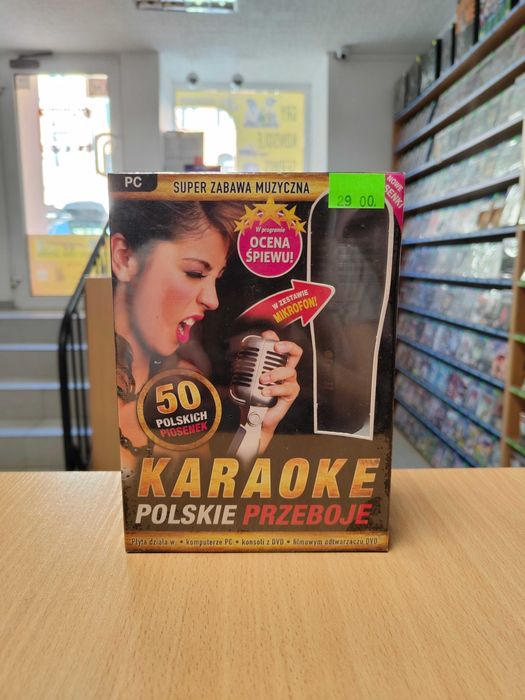 PC
SUPER ZABAWA MUZYCZNA
29 00.
NOWE
W programie
OCENA
ŚPIEWU!
W ZESTAWIE
MIKROFON!
50
POLSKICH
PIOSENEK
KARAOKE
POLSKIE PRZEBOJE
Płyta działa w: • komputerze PC • konsoli z DVD • filmowym odtwarzaczu DVD